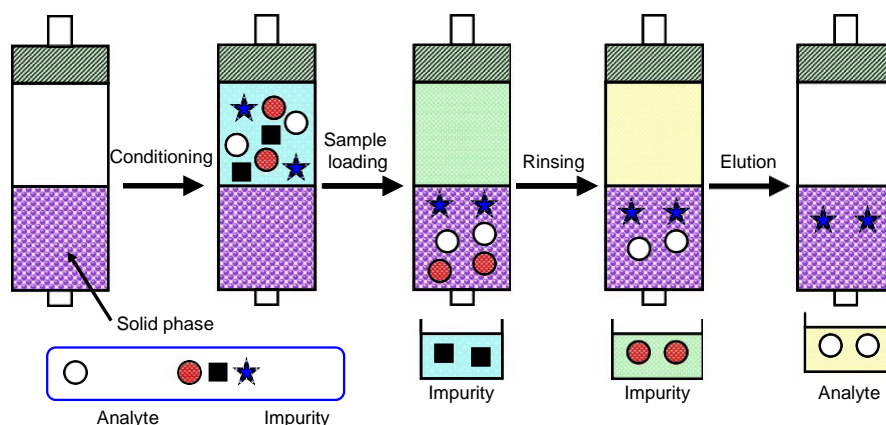 Conditioning
Sample
loading
Rinsing
Elution
Solid phase
Impurity
Impurity
Analyte
Analyte
Impurity